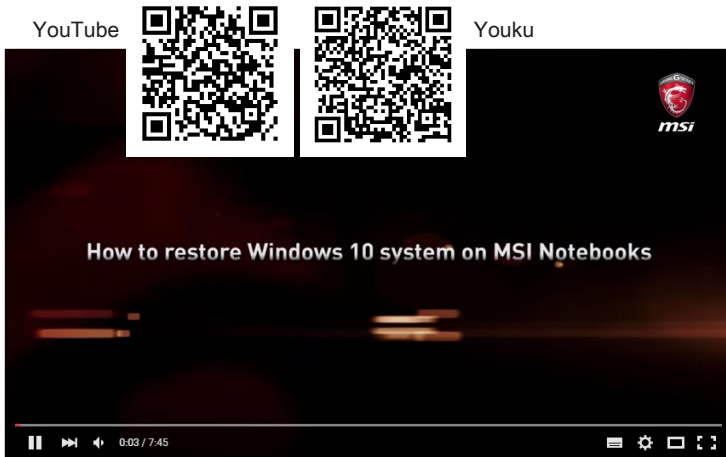 YouTube
Youku
msi
How to restore Windows 10 system on MSI Notebooks
0:03 / 7:45